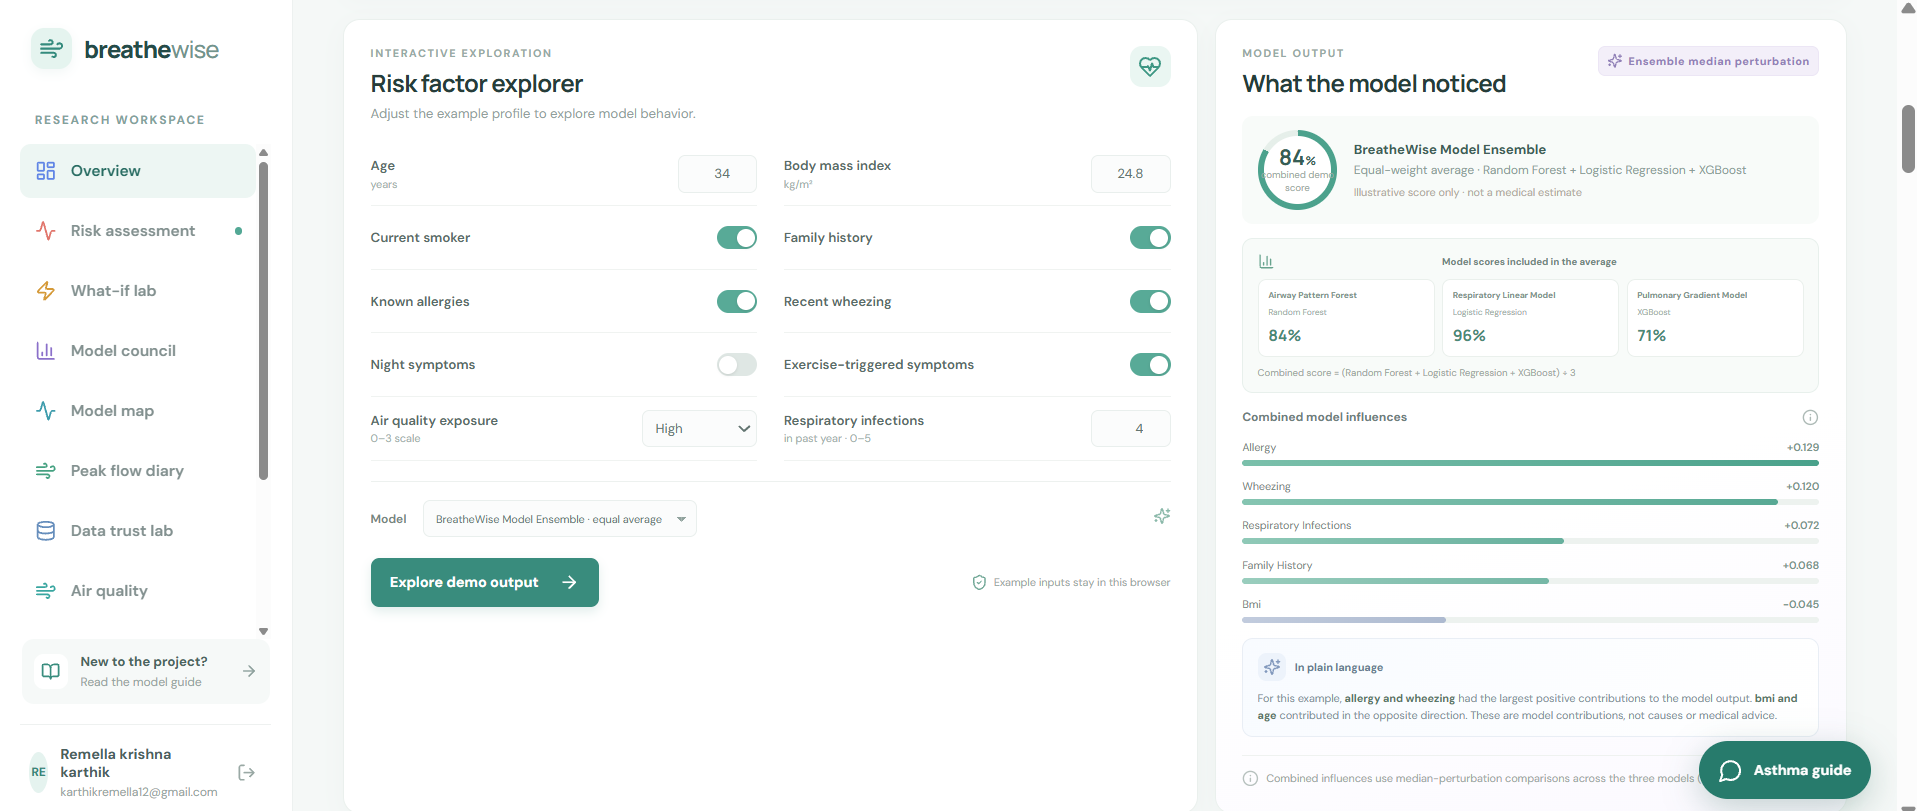 breathewise
RESEARCH WORKSPACE
Overview
Risk assessment
What-if lab
Model council
Model map
Peak flow diary
Data trust lab
Air quality
New to the project?
Read the model guide
RE
Remella krishna
karthik
karthikremella12@gmail.com
INTERACTIVE EXPLORATION
Risk factor explorer
Adjust the example profile to explore model behavior.
Age
years
34
Body mass index
kg/m²
24.8
Current smoker
Family history
Known allergies
Recent wheezing
Night symptoms
Exercise-triggered symptoms
Air quality exposure
0–3 scale
High
Respiratory infections
in past year · 0–5
4
Model
BreatheWise Model Ensemble · equal average
Explore demo output
Example inputs stay in this browser
MODEL OUTPUT
What the model noticed
Ensemble median perturbation
84%
combined demo
score
BreatheWise Model Ensemble
Equal-weight average · Random Forest + Logistic Regression + XGBoost
Illustrative score only · not a medical estimate
Model scores included in the average
Airway Pattern Forest
Random Forest
84%
Respiratory Linear Model
Logistic Regression
96%
Pulmonary Gradient Model
XGBoost
71%
Combined score = (Random Forest + Logistic Regression + XGBoost) ÷ 3
Combined model influences
Allergy
+0.129
Wheezing
+0.120
Respiratory Infections
+0.072
Family History
+0.068
Bmi
-0.045
In plain language
For this example, allergy and wheezing had the largest positive contributions to the model output. bmi and
age contributed in the opposite direction. These are model contributions, not causes or medical advice.
Combined influences use median-perturbation comparisons across the three models (
Asthma guide